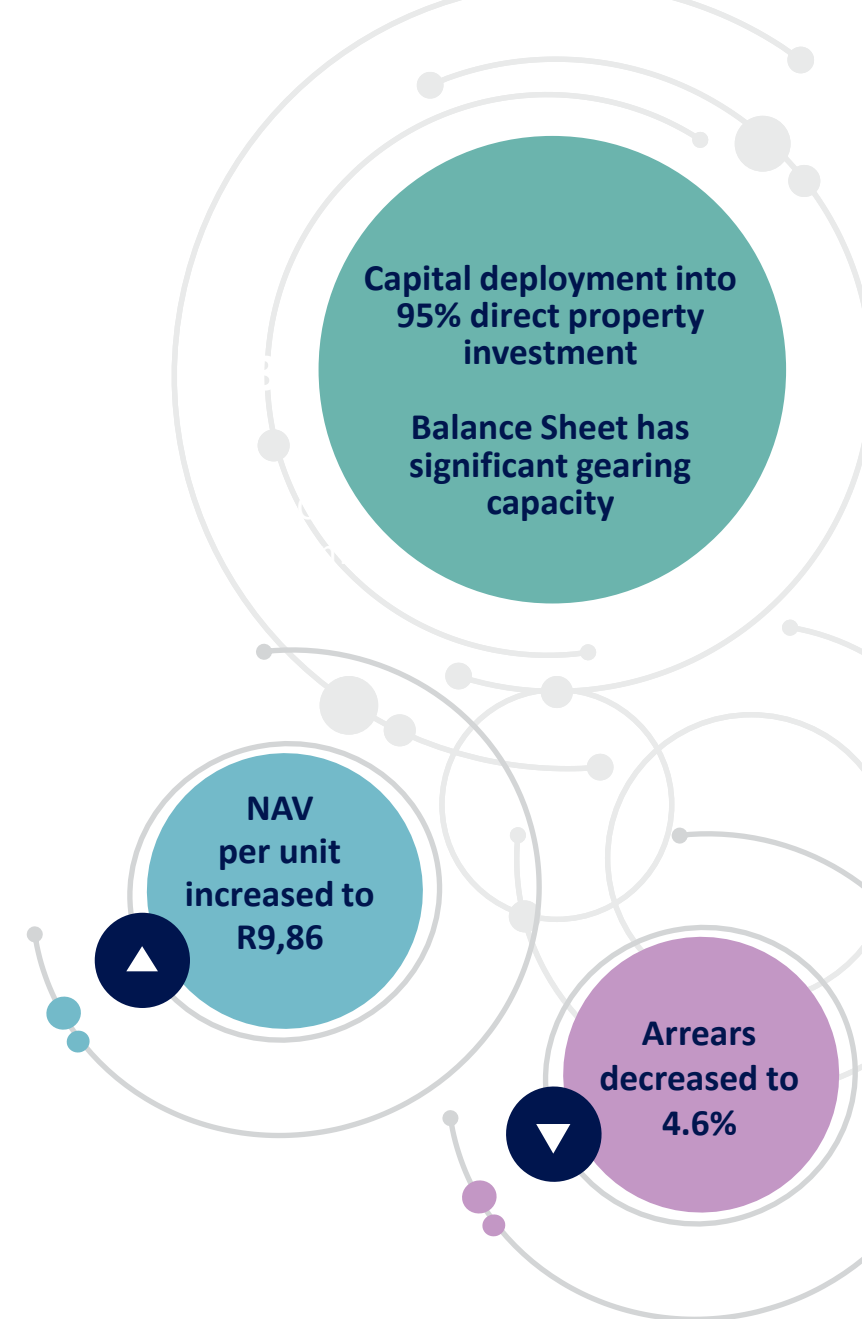 Capital deployment into
95% direct property
investment
Balance Sheet has
significant gearing
capacity
NAV
per unit
increased to
R9,86
Arrears
decreased to
4.6%